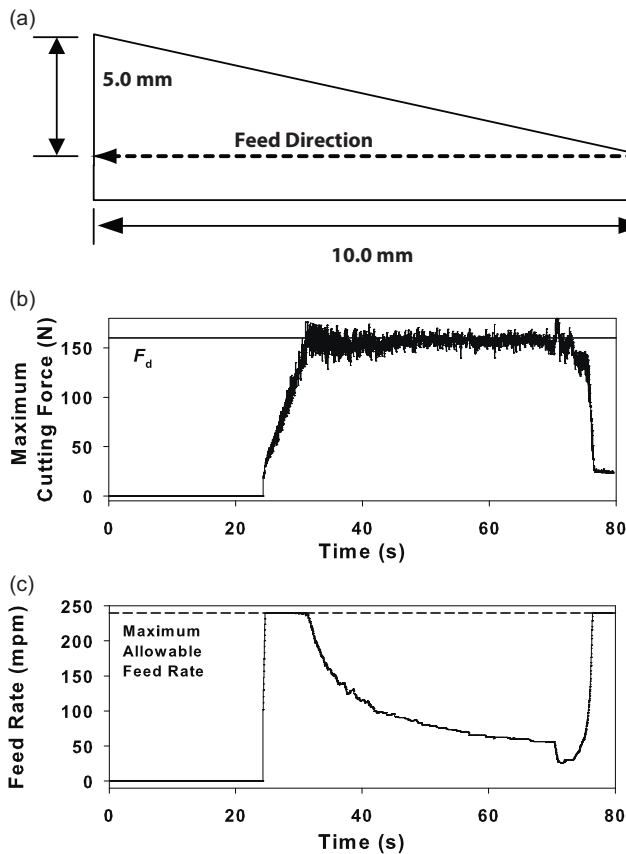 (a)
5.0 mm
Feed Direction
10.0 mm
(b)
Maximum
Cutting Force (N)
150
100
50
0
F_d
0 20 40 60 80
Time (s)
(c)
Feed Rate (mpm)
250
200
150
100
50
0
Maximum
Allowable
Feed Rate
0 20 40 60 80
Time (s)